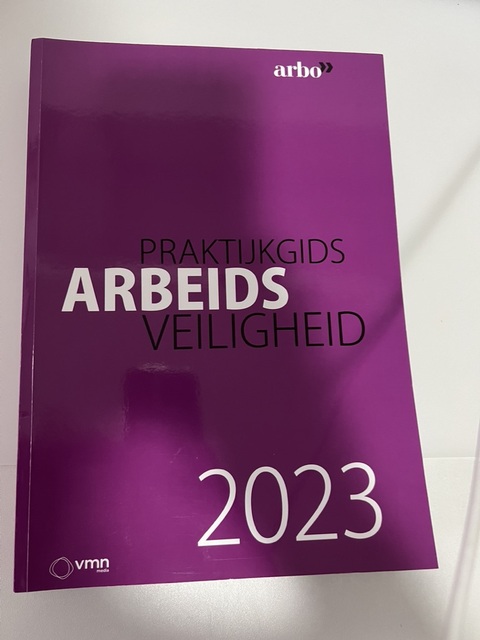 arbo
PRAKTIJKGIDS
ARBEIDS
VEILIGHEID
2023
vmn
media